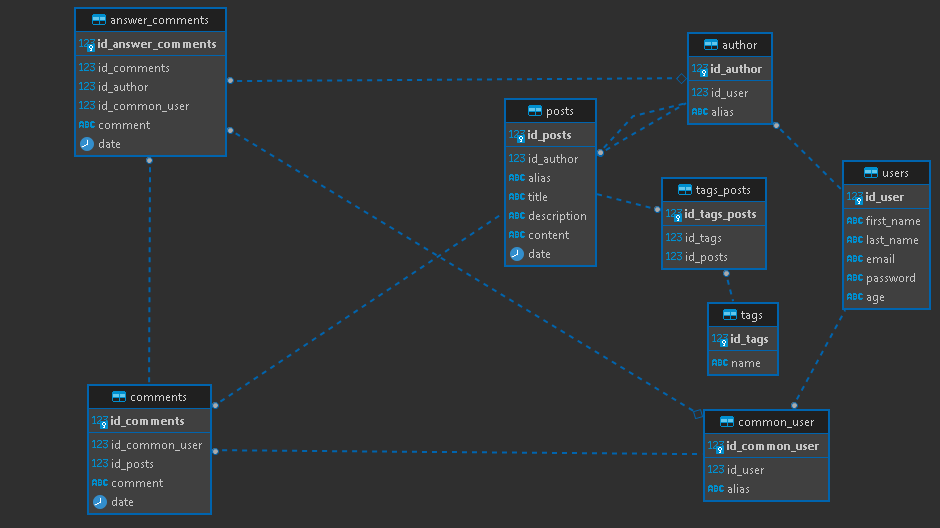 answer_comments
123 id_answer_comments
123 id_comments
123 id_author
123 id_common_user
ABC comment
date
author
123 id_author
123 id_user
ABC alias
posts
123 id_posts
123 id_author
ABC alias
ABC title
ABC description
ABC content
date
users
123 id_user
ABC first_name
ABC last_name
ABC email
ABC password
ABC age
tags_posts
123 id_tags_posts
123 id_tags
123 id_posts
tags
123 id_tags
ABC name
comments
123 id_comments
123 id_common_user
123 id_posts
ABC comment
date
common_user
123 id_common_user
123 id_user
ABC alias